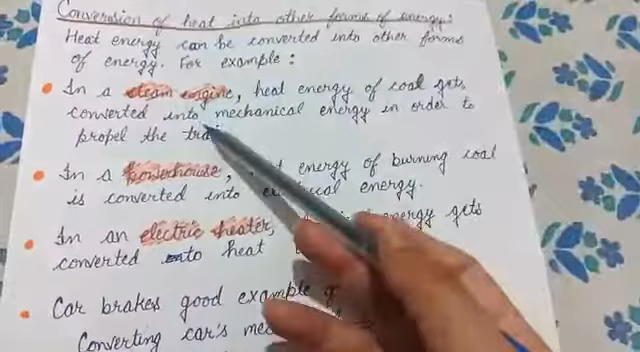 Conversion of heat into other forms of energy:
Heat energy can be converted into other forms
of energy. For example:
In a steam engine, heat energy of coal gets
converted into mechanical energy in order to
propel the
In a powerhouse, energy of burning coal
is converted into energy.
In an electric heater, energy gets
converted into heat
Car brakes good example
Converting car's